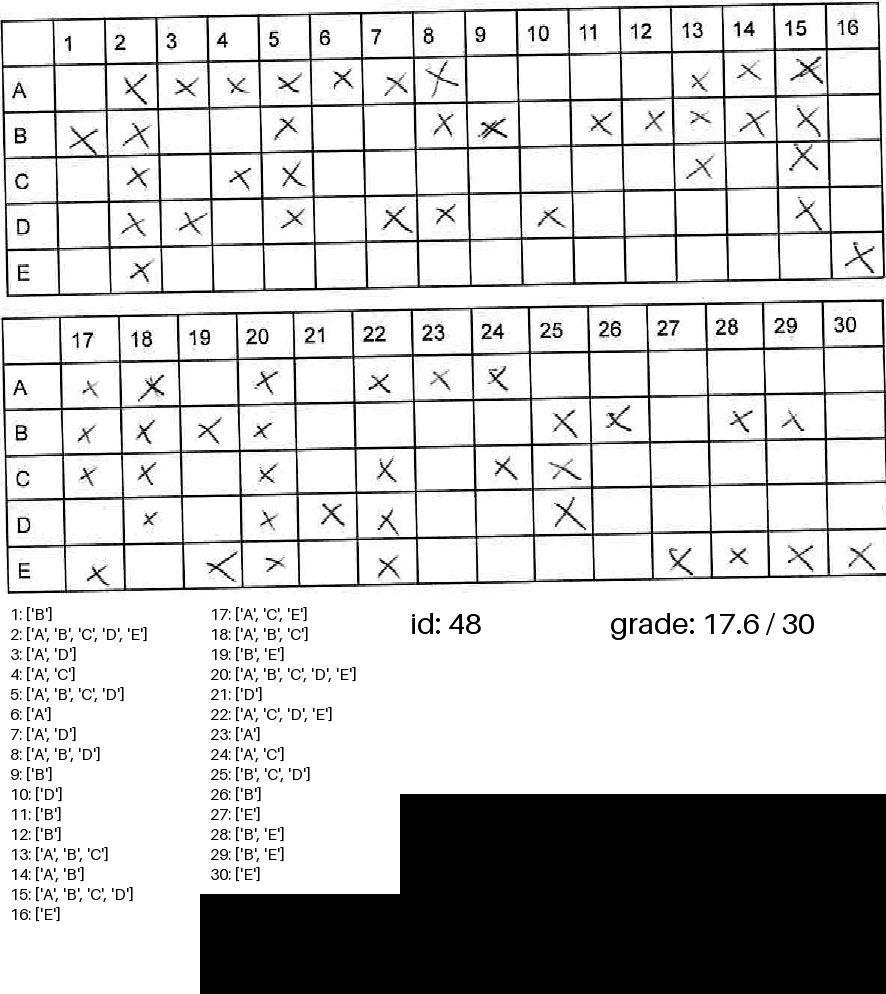 1 2 3 4 5 6 7 8 9 10 11 12 13 14 15 16
A X X X X X X X X X X
B X X X X X X X X X X X
C X X X X X
D X X X X X X X
E X X
17 18 19 20 21 22 23 24 25 26 27 28 29 30
A X X X X X X
B X X X X X X X X
C X X X X X X
D X X X X X
E X X X X X X X X
1: ['B']
2: ['A', 'B', 'C', 'D', 'E']
3: ['A', 'D']
4: ['A', 'C']
5: ['A', 'B', 'C', 'D']
6: ['A']
7: ['A', 'D']
8: ['A', 'B', 'D']
9: ['B']
10: ['D']
11: ['B']
12: ['B']
13: ['A', 'B', 'C']
14: ['A', 'B']
15: ['A', 'B', 'C', 'D']
16: ['E']
17: ['A', 'C', 'E']
18: ['A', 'B', 'C']
19: ['B', 'E']
20: ['A', 'B', 'C', 'D', 'E']
21: ['D']
22: ['A', 'C', 'D', 'E']
23: ['A']
24: ['A', 'C']
25: ['B', 'C', 'D']
26: ['B']
27: ['E']
28: ['B', 'E']
29: ['B', 'E']
30: ['E']
id: 48
grade: 17.6 / 30